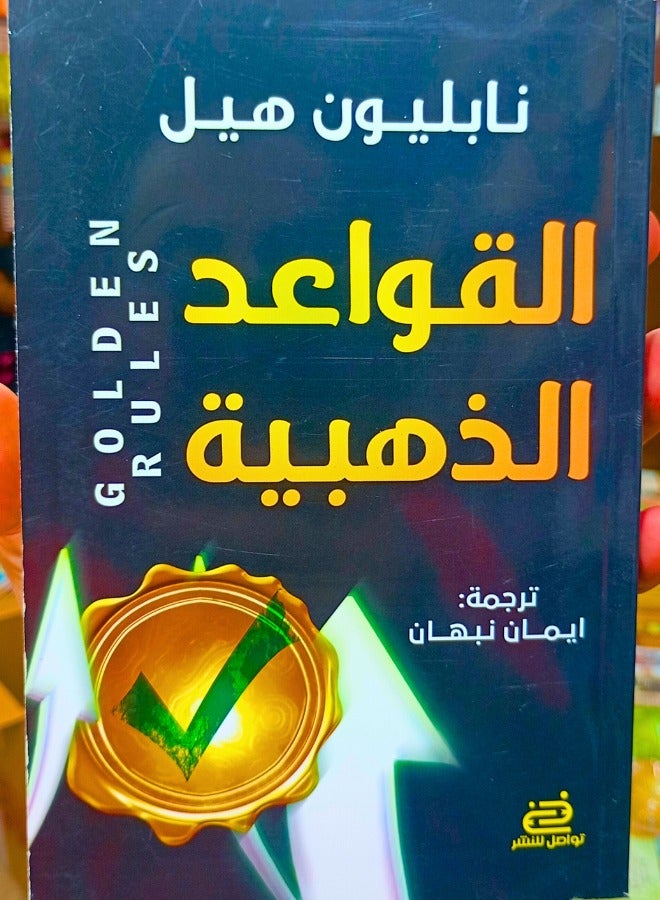 نابليون هيل
القواعد
الذهبية
GOLDEN
RULES
ترجمة:
ايمان نبهان
تواصل للنشر